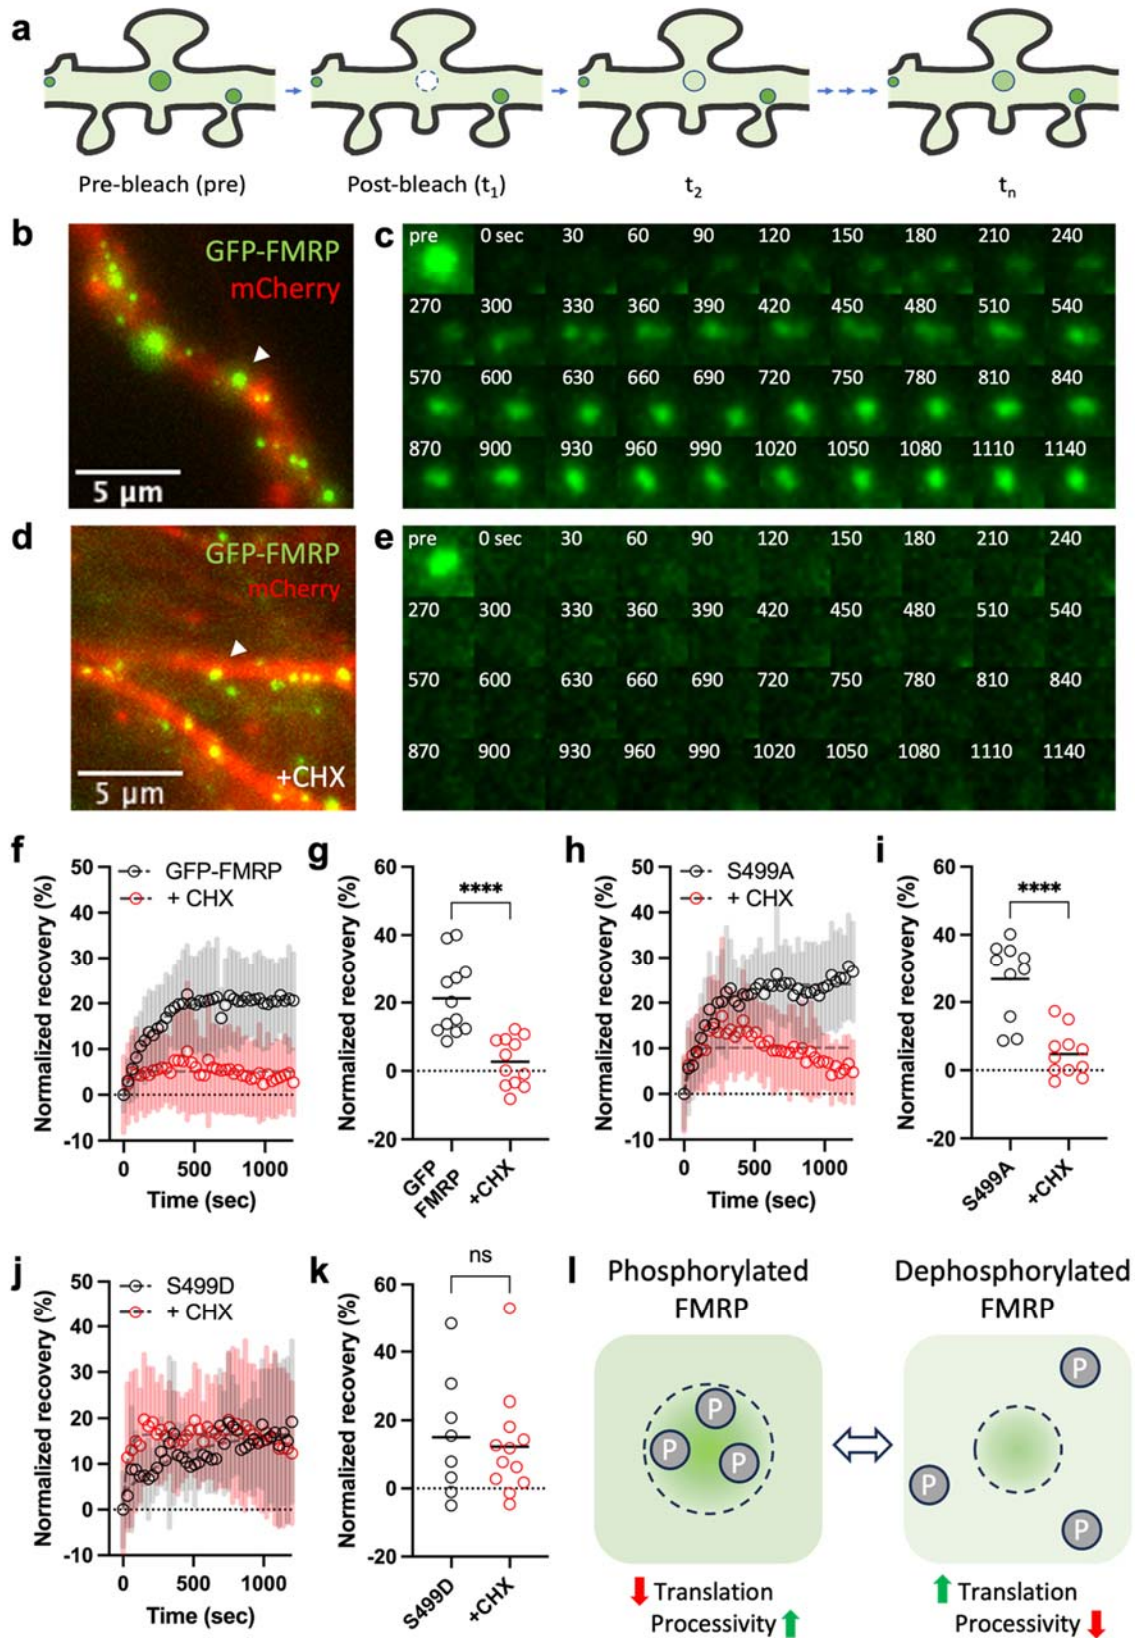 a
Pre-bleach (pre)
Post-bleach (t1)
t2
tn
b
GFP-FMRP
mCherry
5 µm
c
pre 0 sec 30 60 90 120 150 180 210 240
270 300 330 360 390 420 450 480 510 540
570 600 630 660 690 720 750 780 810 840
870 900 930 960 990 1020 1050 1080 1110 1140
d
GFP-FMRP
mCherry
+CHX
5 µm
e
pre 0 sec 30 60 90 120 150 180 210 240
270 300 330 360 390 420 450 480 510 540
570 600 630 660 690 720 750 780 810 840
870 900 930 960 990 1020 1050 1080 1110 1140
f
Normalized recovery (%)
50
40
30
20
10
0
-10
GFP-FMRP
+ CHX
0 500 1000
Time (sec)
g
Normalized recovery (%)
60
40
20
0
-20
****
GFP
FMRP
+CHX
h
Normalized recovery (%)
50
40
30
20
10
0
-10
S499A
+ CHX
0 500 1000
Time (sec)
i
Normalized recovery (%)
60
40
20
0
-20
****
S499A
+CHX
j
Normalized recovery (%)
50
40
30
20
10
0
-10
S499D
+ CHX
0 500 1000
Time (sec)
k
Normalized recovery (%)
60
40
20
0
-20
ns
S499D
+CHX
l
Phosphorylated
FMRP
P
P
P
Translation
Processivity
Dephosphorylated
FMRP
P
P
P
Translation
Processivity